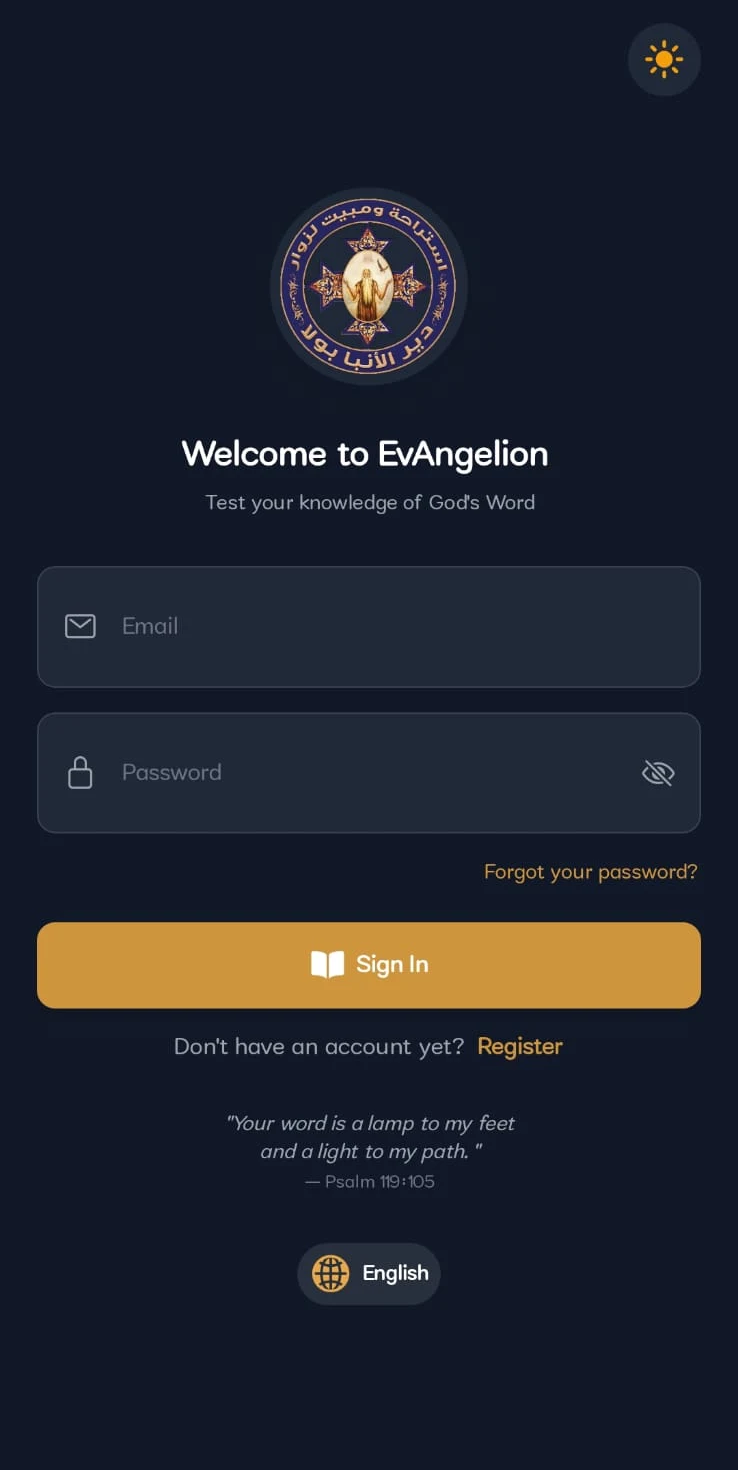 استراحة ومبيت لزوار
دير الأنبا بولا
Welcome to EvAngelion
Test your knowledge of God's Word
Email
Password
Forgot your password?
Sign In
Don't have an account yet? Register
"Your word is a lamp to my feet
and a light to my path. "
— Psalm 119:105
English